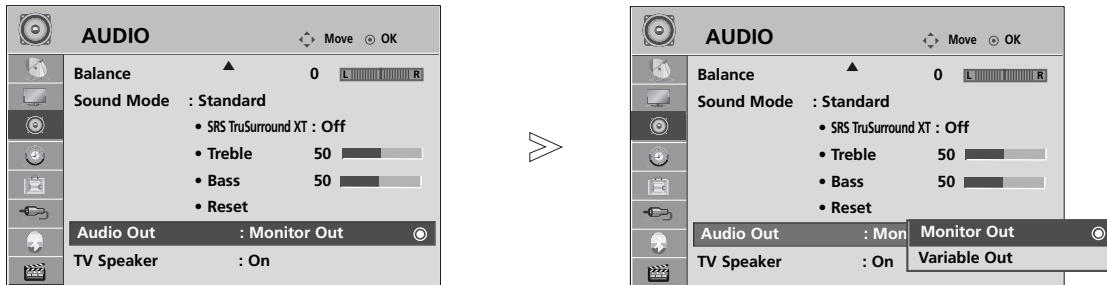 AUDIO
Move OK
Balance 0 L R
Sound Mode : Standard
• SRS TruSurround XT : Off
• Treble 50
• Bass 50
• Reset
Audio Out : Monitor Out
TV Speaker : On
AUDIO
Move OK
Balance 0 L R
Sound Mode : Standard
• SRS TruSurround XT : Off
• Treble 50
• Bass 50
• Reset
Audio Out : Mon
TV Speaker : On
Monitor Out
Variable Out